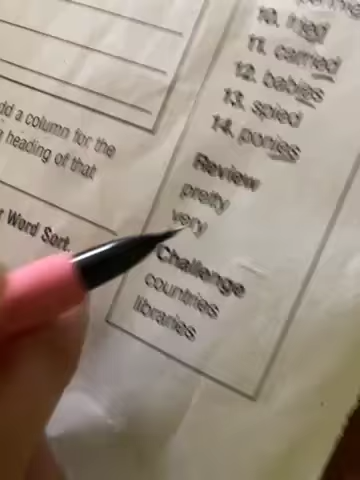 10. tried
11. carried
12. babies
13. spied
14. ponies
Review
pretty
very
Challenge
countries
libraries
dd a column for the
heading of that
Word Sort.